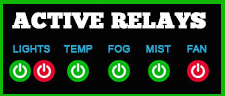 ACTIVE RELAYS
LIGHTS TEMP FOG MIST FAN